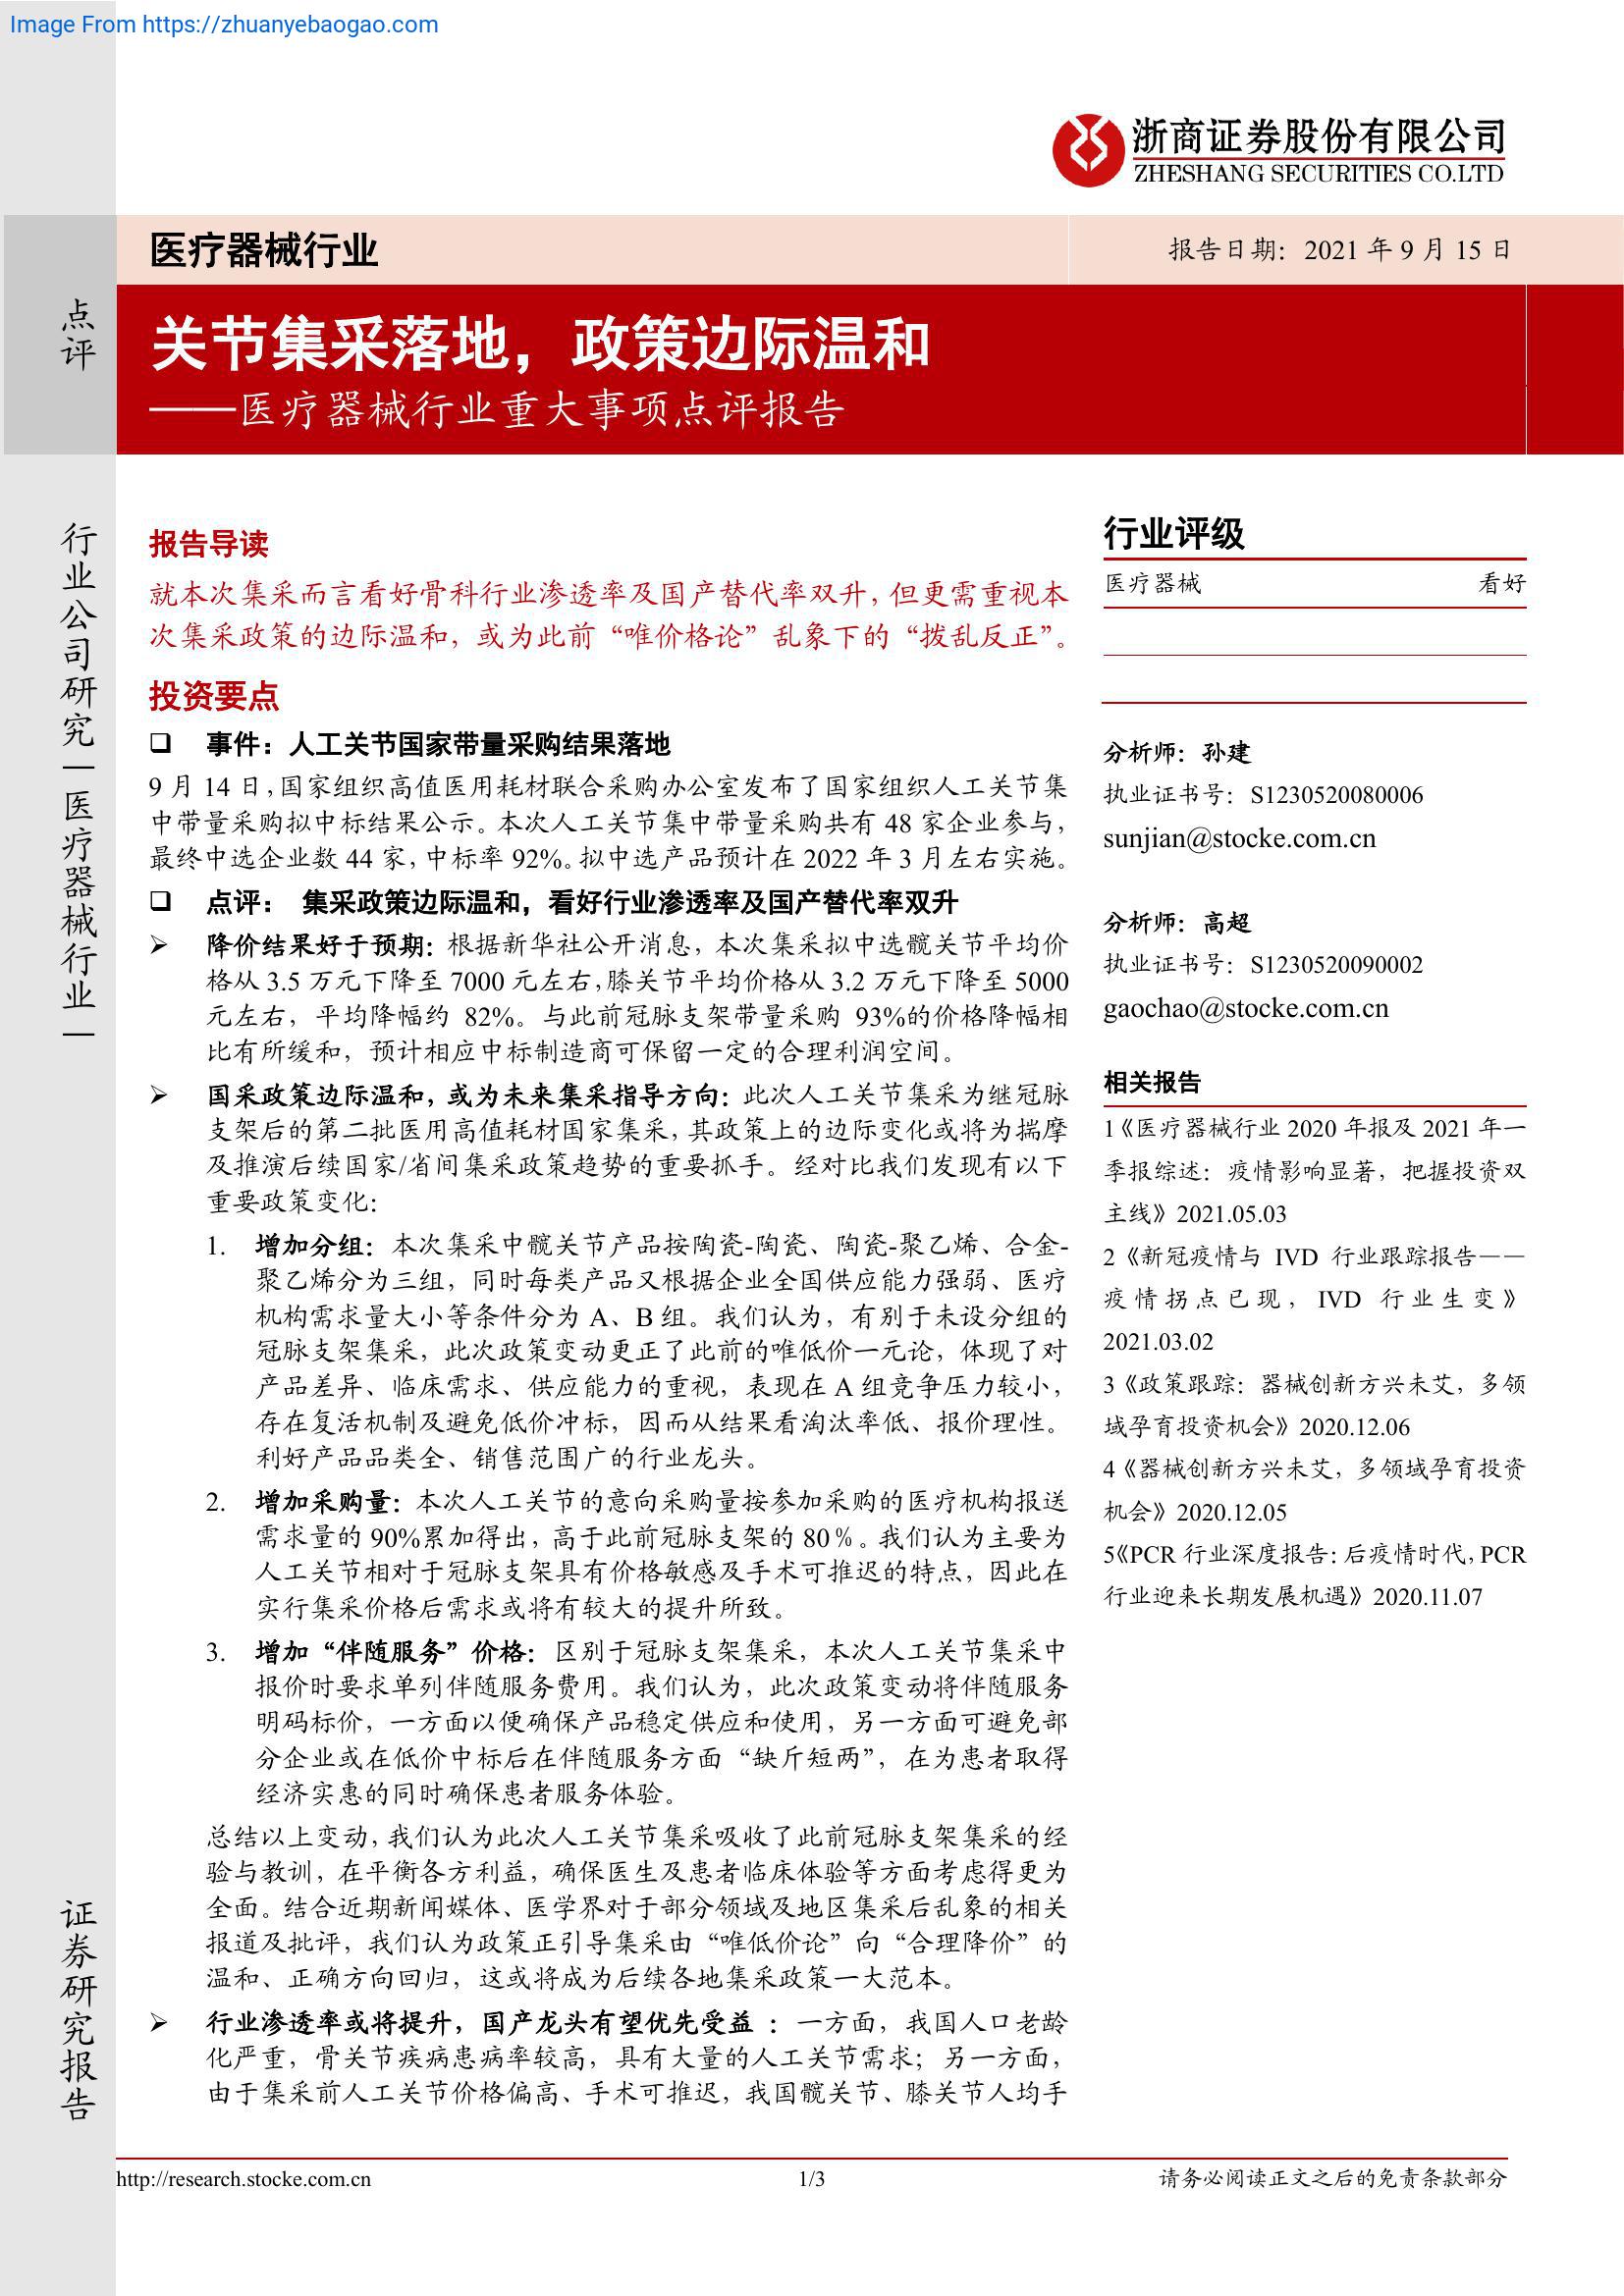 Image From https://zhuanyebaogao.com
浙商证券股份有限公司
ZHESHANG SECURITIES CO.LTD
医疗器械行业
报告日期：2021 年 9 月 15 日
点评
关节集采落地，政策边际温和
——医疗器械行业重大事项点评报告
行业公司研究｜医疗器械行业｜
证券研究报告
报告导读
就本次集采而言看好骨科行业渗透率及国产替代率双升，但更需重视本
次集采政策的边际温和，或为此前“唯价格论”乱象下的“拨乱反正”。
投资要点
❑ 事件：人工关节国家带量采购结果落地
9 月 14 日，国家组织高值医用耗材联合采购办公室发布了国家组织人工关节集
中带量采购拟中标结果公示。本次人工关节集中带量采购共有 48 家企业参与，
最终中选企业数 44 家，中标率 92%。拟中选产品预计在 2022 年 3 月左右实施。
❑ 点评： 集采政策边际温和，看好行业渗透率及国产替代率双升
➢ 降价结果好于预期：根据新华社公开消息，本次集采拟中选髋关节平均价
格从 3.5 万元下降至 7000 元左右，膝关节平均价格从 3.2 万元下降至 5000
元左右，平均降幅约 82%。与此前冠脉支架带量采购 93%的价格降幅相
比有所缓和，预计相应中标制造商可保留一定的合理利润空间。
➢ 国采政策边际温和，或为未来集采指导方向：此次人工关节集采为继冠脉
支架后的第二批医用高值耗材国家集采，其政策上的边际变化或将为揣摩
及推演后续国家/省间集采政策趋势的重要抓手。经对比我们发现有以下
重要政策变化：
1. 增加分组：本次集采中髋关节产品按陶瓷-陶瓷、陶瓷-聚乙烯、合金-
聚乙烯分为三组，同时每类产品又根据企业全国供应能力强弱、医疗
机构需求量大小等条件分为 A、B 组。我们认为，有别于未设分组的
冠脉支架集采，此次政策变动更正了此前的唯低价一元论，体现了对
产品差异、临床需求、供应能力的重视，表现在 A 组竞争压力较小，
存在复活机制及避免低价冲标，因而从结果看淘汰率低、报价理性。
利好产品品类全、销售范围广的行业龙头。
2. 增加采购量：本次人工关节的意向采购量按参加采购的医疗机构报送
需求量的 90%累加得出，高于此前冠脉支架的 80％。我们认为主要为
人工关节相对于冠脉支架具有价格敏感及手术可推迟的特点，因此在
实行集采价格后需求或将有较大的提升所致。
3. 增加“伴随服务”价格：区别于冠脉支架集采，本次人工关节集采中
报价时要求单列伴随服务费用。我们认为，此次政策变动将伴随服务
明码标价，一方面以便确保产品稳定供应和使用，另一方面可避免部
分企业或在低价中标后在伴随服务方面“缺斤短两”，在为患者取得
经济实惠的同时确保患者服务体验。
总结以上变动，我们认为此次人工关节集采吸收了此前冠脉支架集采的经
验与教训，在平衡各方利益，确保医生及患者临床体验等方面考虑得更为
全面。结合近期新闻媒体、医学界对于部分领域及地区集采后乱象的相关
报道及批评，我们认为政策正引导集采由“唯低价论”向“合理降价”的
温和、正确方向回归，这或将成为后续各地集采政策一大范本。
➢ 行业渗透率或将提升，国产龙头有望优先受益 ：一方面，我国人口老龄
化严重，骨关节疾病患病率较高，具有大量的人工关节需求；另一方面，
由于集采前人工关节价格偏高、手术可推迟，我国髋关节、膝关节人均手
行业评级
医疗器械 看好
分析师：孙建
执业证书号：S1230520080006
sunjian@stocke.com.cn
分析师：高超
执业证书号：S1230520090002
gaochao@stocke.com.cn
相关报告
1《医疗器械行业 2020 年报及 2021 年一
季报综述：疫情影响显著，把握投资双
主线》2021.05.03
2《新冠疫情与 IVD 行业跟踪报告——
疫情拐点已现，IVD 行业生变》
2021.03.02
3《政策跟踪：器械创新方兴未艾，多领
域孕育投资机会》2020.12.06
4《器械创新方兴未艾，多领域孕育投资
机会》2020.12.05
5《PCR 行业深度报告：后疫情时代，PCR
行业迎来长期发展机遇》2020.11.07
http://research.stocke.com.cn
1/3
请务必阅读正文之后的免责条款部分